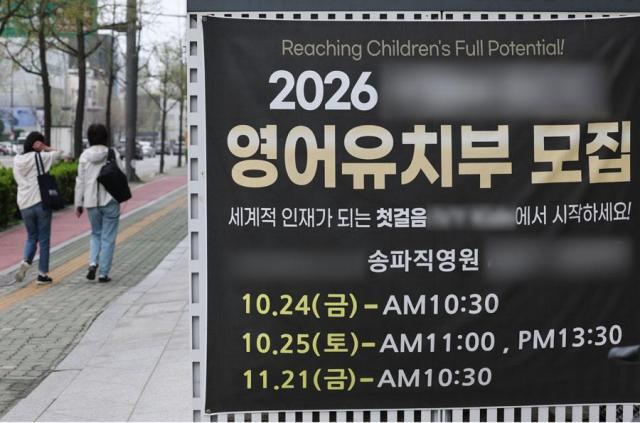 Reaching Children's Full Potential!
2026
영어유치부 모집
세계적 인재가 되는 첫걸음 에서 시작하세요!
송파직영원
10.24(금)-AM10:30
10.25(토)-AM11:00 , PM13:30
11.21(금)-AM10:30